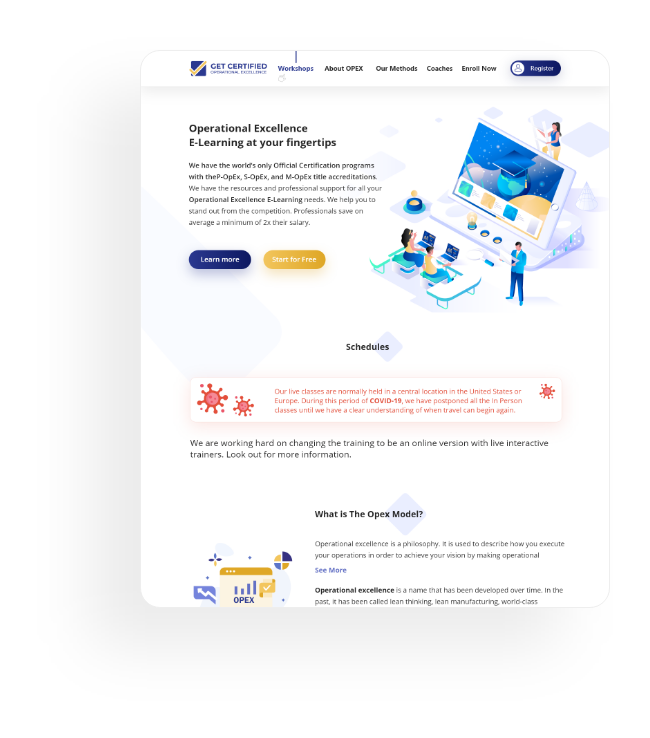 GET CERTIFIED
OPERATIONAL EXCELLENCE
Workshops About OPEX Our Methods Coaches Enroll Now Register
Operational Excellence
E-Learning at your fingertips
We have the world's only Official Certification programs
with theP-OpEx, S-OpEx, and M-OpEx title accreditations.
We have the resources and professional support for all your
Operational Excellence E-Learning needs. We help you to
stand out from the competition. Professionals save on
average a minimum of 2x their salary.
Learn more Start for Free
Schedules
Our live classes are normally held in a central location in the United States or
Europe. During this period of COVID-19, we have postponed all the In Person
classes until we have a clear understanding of when travel can begin again.
We are working hard on changing the training to be an online version with live interactive
trainers. Look out for more information.
What is The Opex Model?
Operational excellence is a philosophy. It is used to describe how you execute
your operations in order to achieve your vision by making operational
See More
Operational excellence is a name that has been developed over time. In the
past, it has been called lean thinking, lean manufacturing, world-class
OPEX